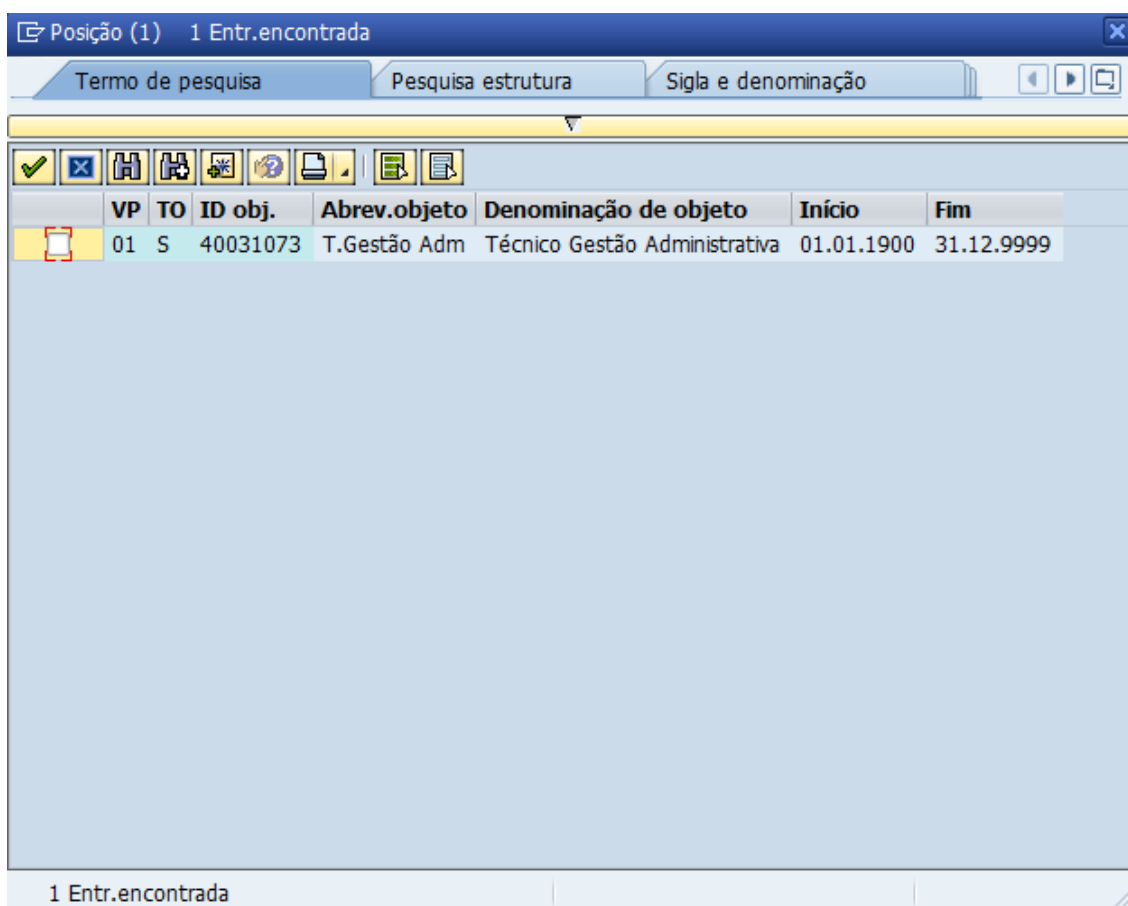 Posição (1) 1 Entr.encontrada
Termo de pesquisa Pesquisa estrutura Sigla e denominação
VP TO ID obj. Abrev.objeto Denominação de objeto Início Fim
01 S 40031073 T.Gestão Adm Técnico Gestão Administrativa 01.01.1900 31.12.9999
1 Entr.encontrada